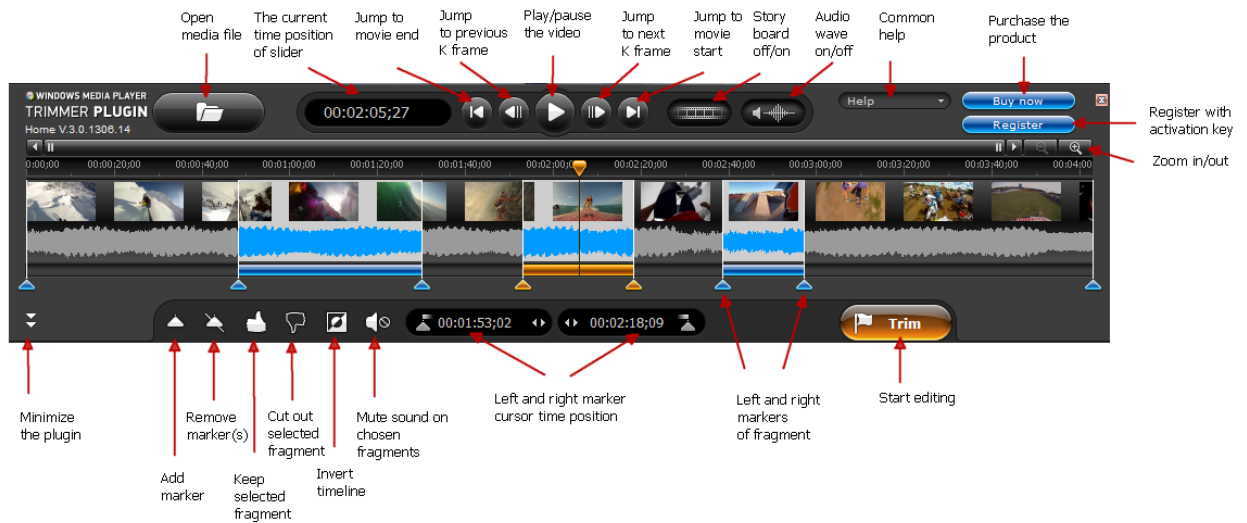 Open
media file
The current
time position
of slider
Jump to
movie end
Jump
to previous
K frame
Play/pause
the video
Jump
to next
K frame
Jump to
movie
start
Story
board
off/on
Audio
wave
on/off
Common
help
Purchase the
product
WINDOWS MEDIA PLAYER
TRIMMER PLUGIN
Home V.3.0.1306.14
00:02:05;27
Help
Buy now
Register
Register with
activation key
Zoom in/out
0:00;00 00:00:20;00 00:00:40;00 00:01:00;00 00:01:20;00 00:01:40;00 00:02:00;00 00:02:20;00 00:02:40;00 00:03:00;00 00:03:20;00 00:03:40;00 00:04:00
00:01:53;02
00:02:18;09
Trim
Minimize
the plugin
Add
marker
Remove
marker(s)
Keep
selected
fragment
Cut out
selected
fragment
Invert
timeline
Mute sound on
chosen
fragments
Left and right marker
cursor time position
Left and right
markers
of fragment
Start editing